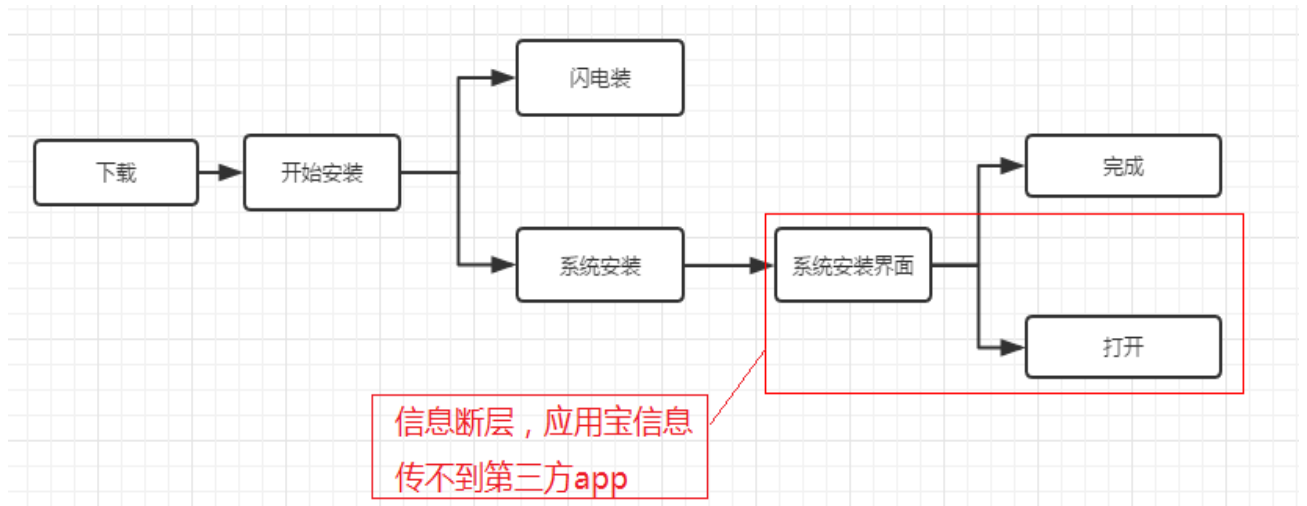 闪电装
下载
开始安装
完成
系统安装
系统安装界面
打开
信息断层，应用宝信息
传不到第三方app